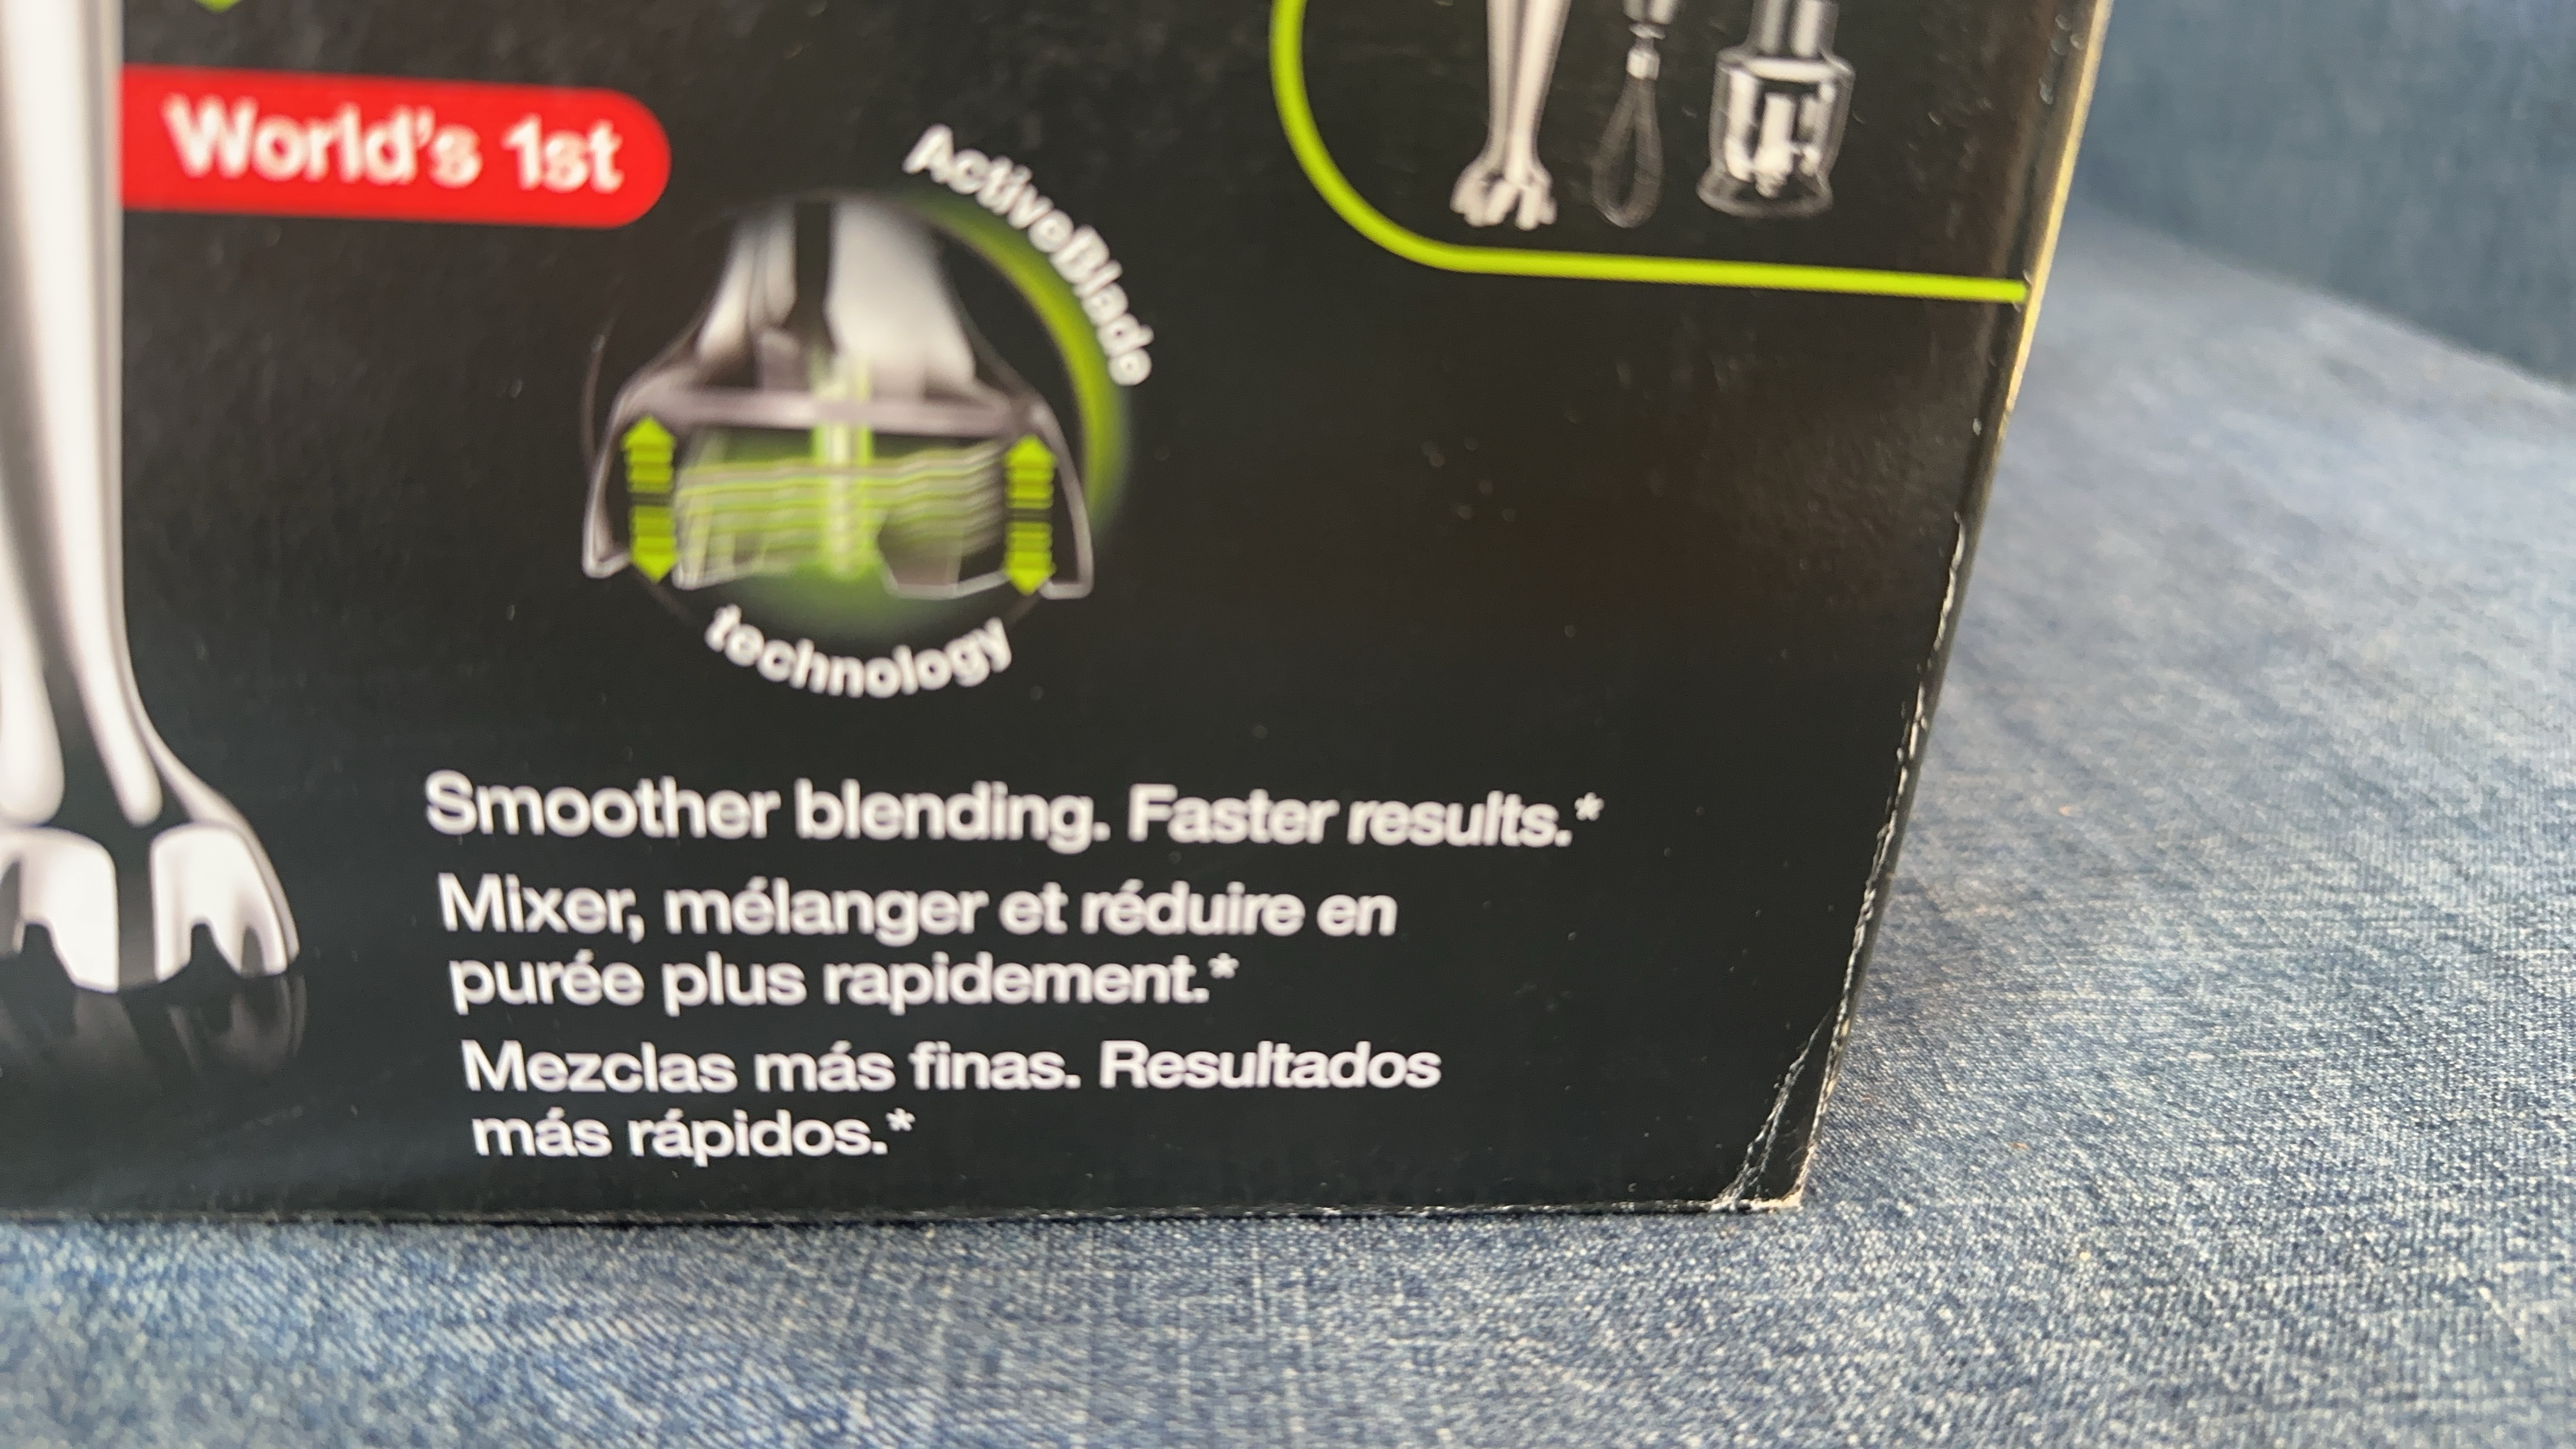 World's 1st
ActiveBlade
technology
Smoother blending. Faster results.*
Mixer, mélanger et réduire en
purée plus rapidement.*
Mezclas más finas. Resultados
más rápidos.*